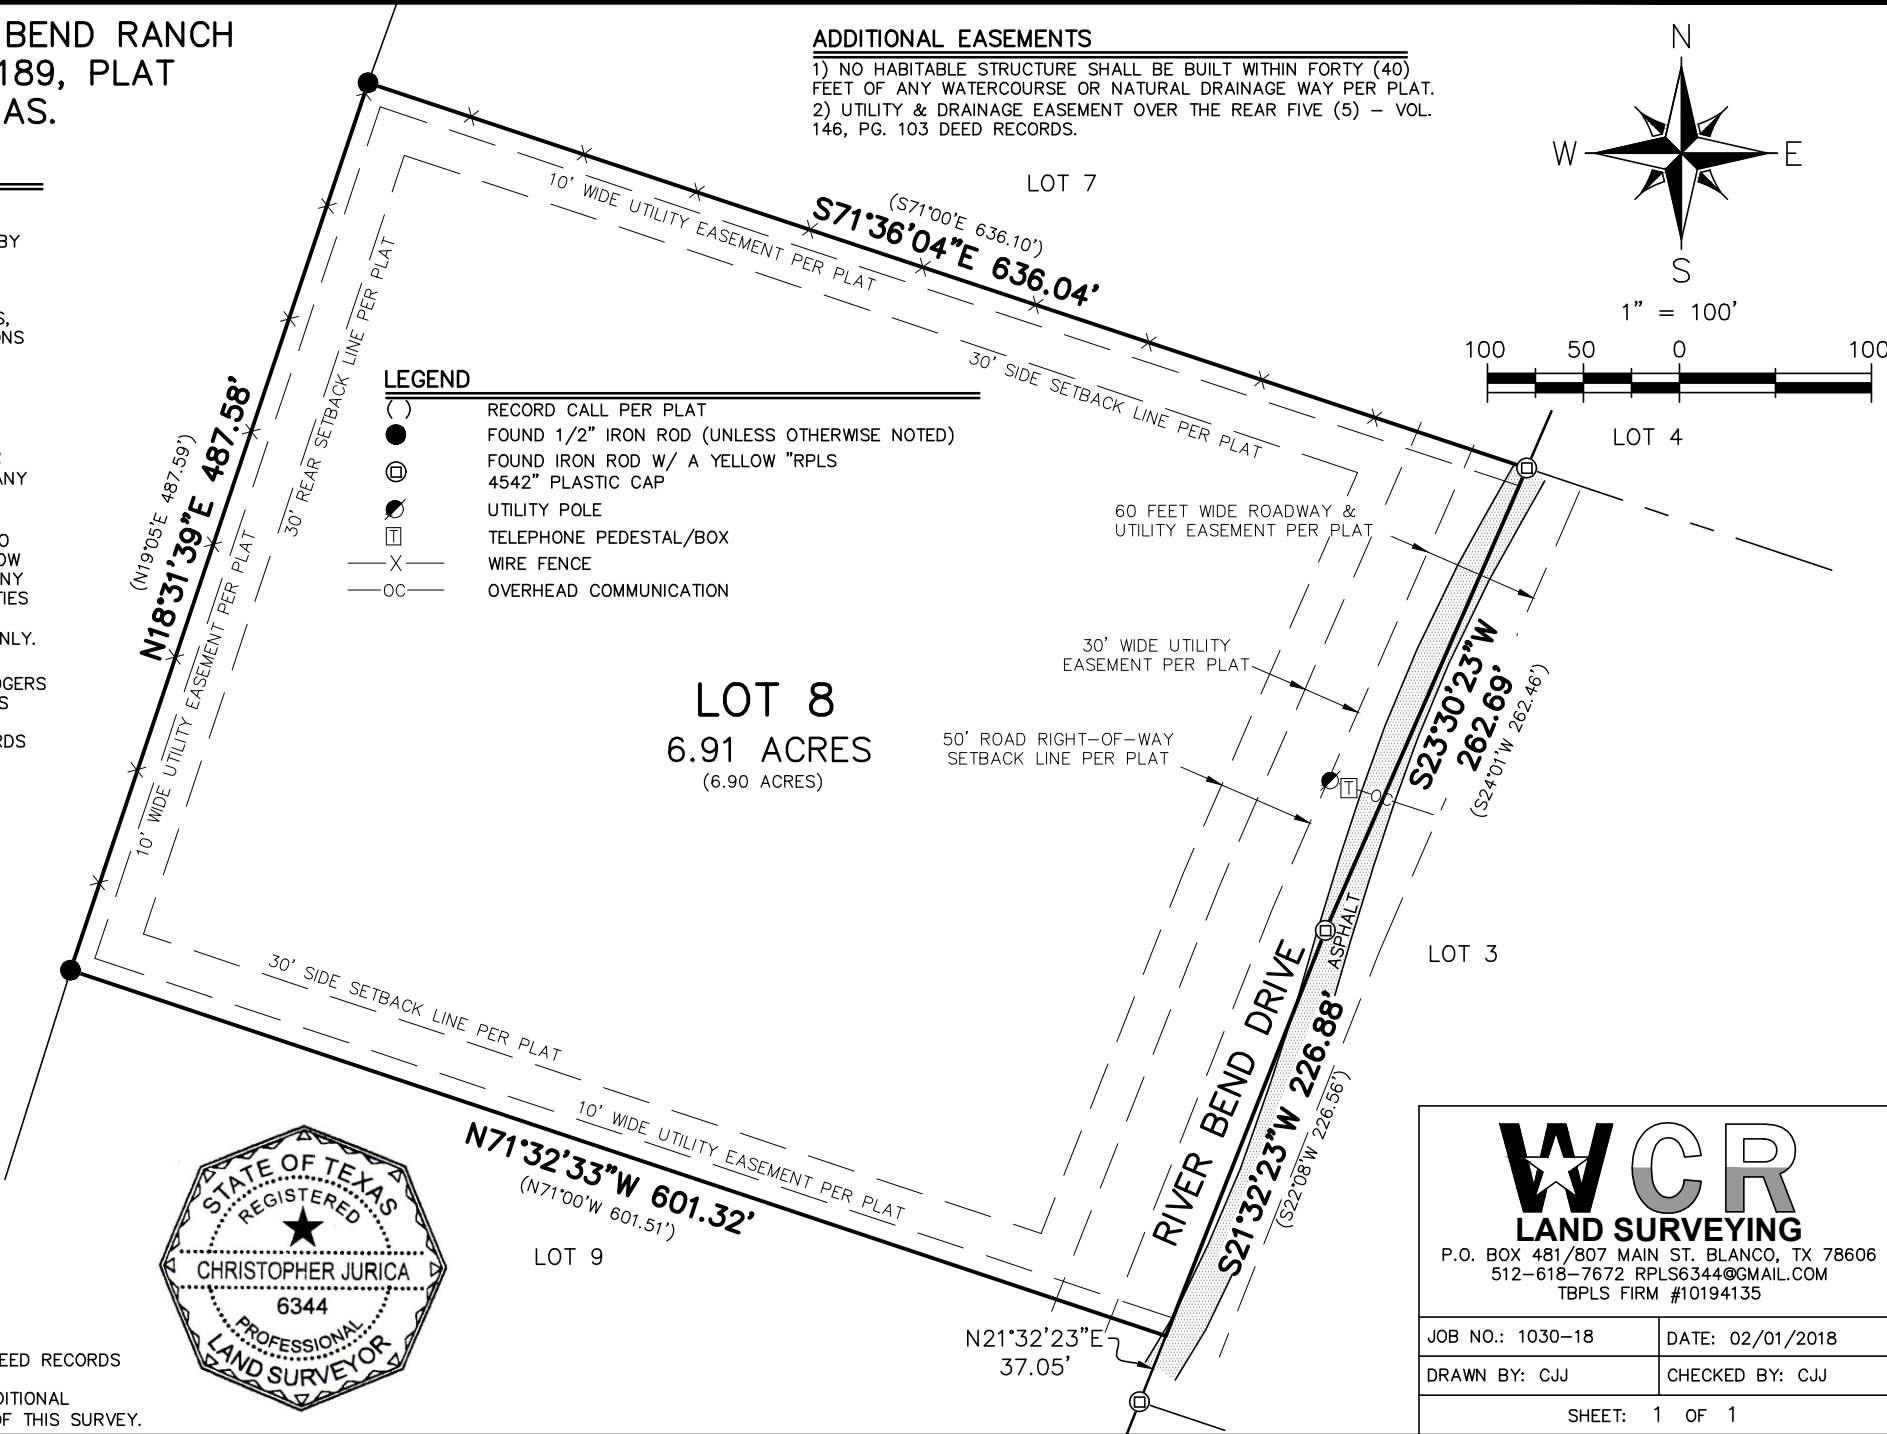 BEND RANCH
189, PLAT
AS.
BY
S,
ONS
ANY
O
OW
NY
TIES
NLY.
OGERS
S
RDS
EED RECORDS
DITIONAL
OF THIS SURVEY.
ADDITIONAL EASEMENTS
1) NO HABITABLE STRUCTURE SHALL BE BUILT WITHIN FORTY (40)
FEET OF ANY WATERCOURSE OR NATURAL DRAINAGE WAY PER PLAT.
2) UTILITY & DRAINAGE EASEMENT OVER THE REAR FIVE (5) – VOL.
146, PG. 103 DEED RECORDS.
N
W
E
S
1" = 100'
100 50 0 100
LOT 7
(S71°00'E 636.10')
S71°36'04"E 636.04'
10' WIDE UTILITY EASEMENT PER PLAT
30' SIDE SETBACK LINE PER PLAT
LOT 4
(N19°05'E 487.59')
N18°31'39"E 487.58'
30' REAR SETBACK LINE PER PLAT
10' WIDE UTILITY EASEMENT PER PLAT
LEGEND
( ) RECORD CALL PER PLAT
FOUND 1/2" IRON ROD (UNLESS OTHERWISE NOTED)
FOUND IRON ROD W/ A YELLOW "RPLS
4542" PLASTIC CAP
UTILITY POLE
T TELEPHONE PEDESTAL/BOX
X WIRE FENCE
OC OVERHEAD COMMUNICATION
60 FEET WIDE ROADWAY &
UTILITY EASEMENT PER PLAT
30' WIDE UTILITY
EASEMENT PER PLAT
50' ROAD RIGHT-OF-WAY
SETBACK LINE PER PLAT
LOT 8
6.91 ACRES
(6.90 ACRES)
T
OC
S23°30'23"W
262.69'
(S24°01'W 262.46')
ASPHALT
LOT 3
RIVER BEND DRIVE
S21°32'23"W 226.88'
(S22°08'W 226.56')
30' SIDE SETBACK LINE PER PLAT
10' WIDE UTILITY EASEMENT PER PLAT
N71°32'33"W 601.32'
(N71°00'W 601.51')
LOT 9
N21°32'23"E
37.05'
STATE OF TEXAS
REGISTERED
CHRISTOPHER JURICA
6344
PROFESSIONAL
LAND SURVEYOR
WCR
LAND SURVEYING
P.O. BOX 481/807 MAIN ST. BLANCO, TX 78606
512-618-7672 RPLS6344@GMAIL.COM
TBPLS FIRM #10194135
JOB NO.: 1030-18 DATE: 02/01/2018
DRAWN BY: CJJ CHECKED BY: CJJ
SHEET: 1 OF 1